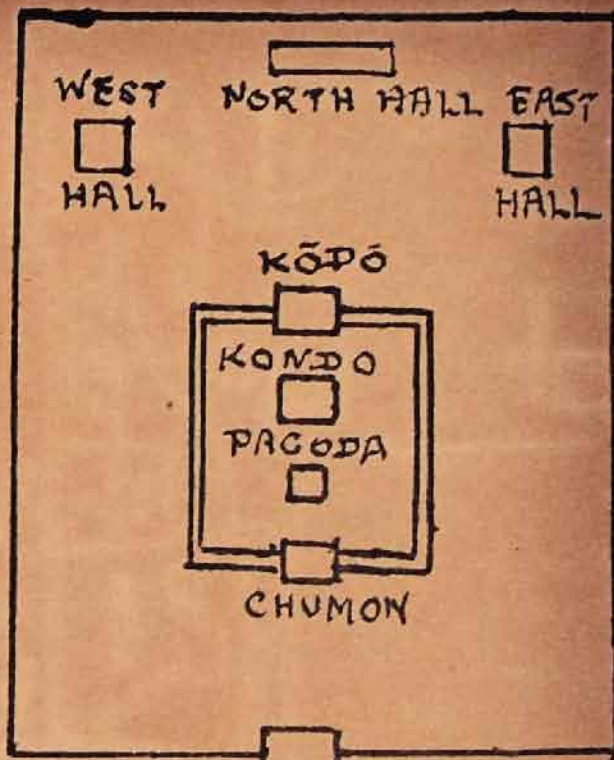 WEST
NORTH HALL
EAST
HALL
HALL
KŌDŌ
KONDO
PAGODA
CHUMON